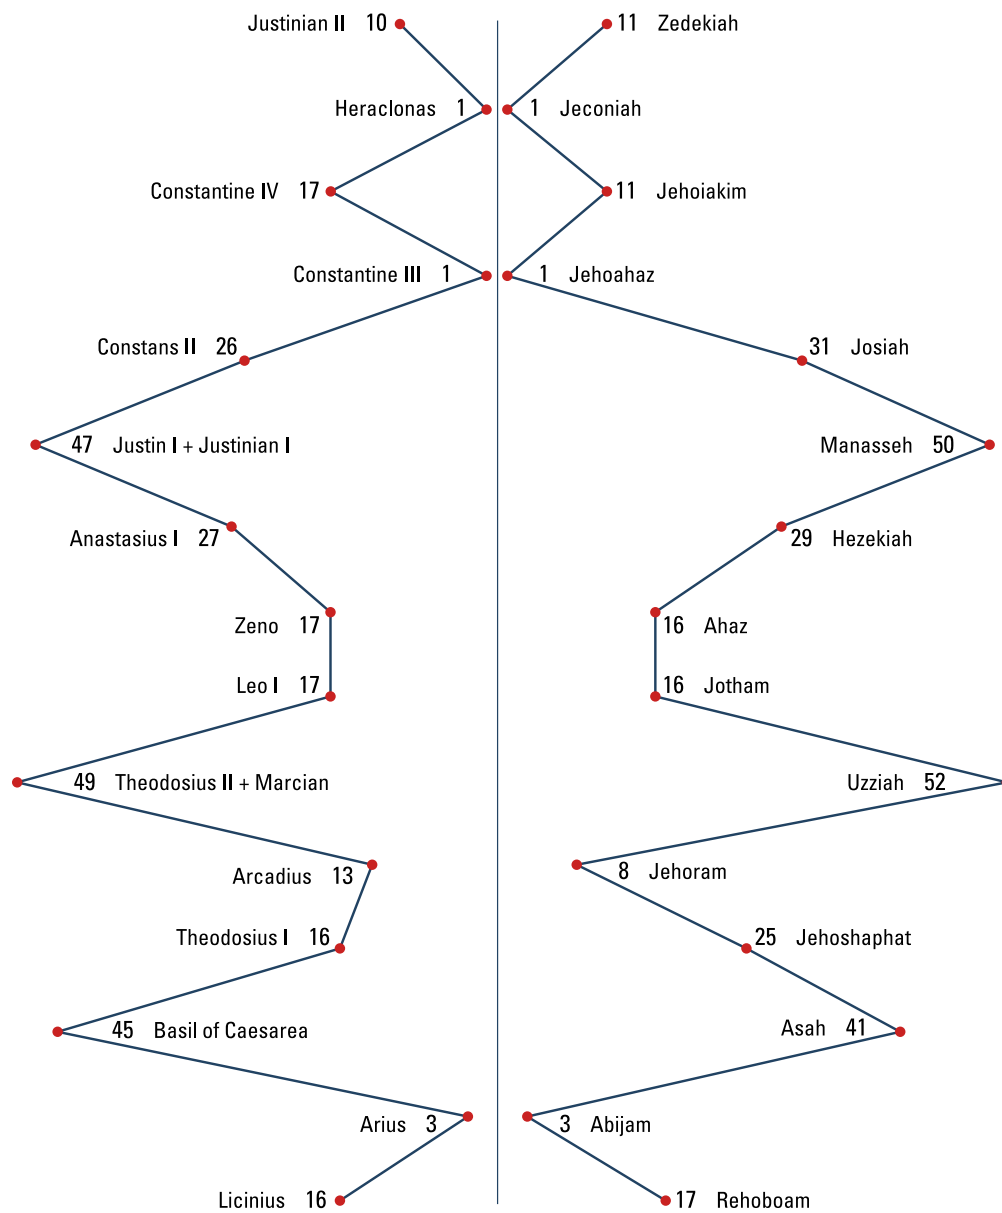 Justinian II 10 11 Zedekiah
Heraclonas 1 1 Jeconiah
Constantine IV 17 11 Jehoiakim
Constantine III 1 1 Jehoahaz
Constans II 26 31 Josiah
47 Justin I + Justinian I Manasseh 50
Anastasius I 27 29 Hezekiah
Zeno 17 16 Ahaz
Leo I 17 16 Jotham
49 Theodosius II + Marcian Uzziah 52
Arcadius 13 8 Jehoram
Theodosius I 16 25 Jehoshaphat
45 Basil of Caesarea Asah 41
Arius 3 3 Abijam
Licinius 16 17 Rehoboam